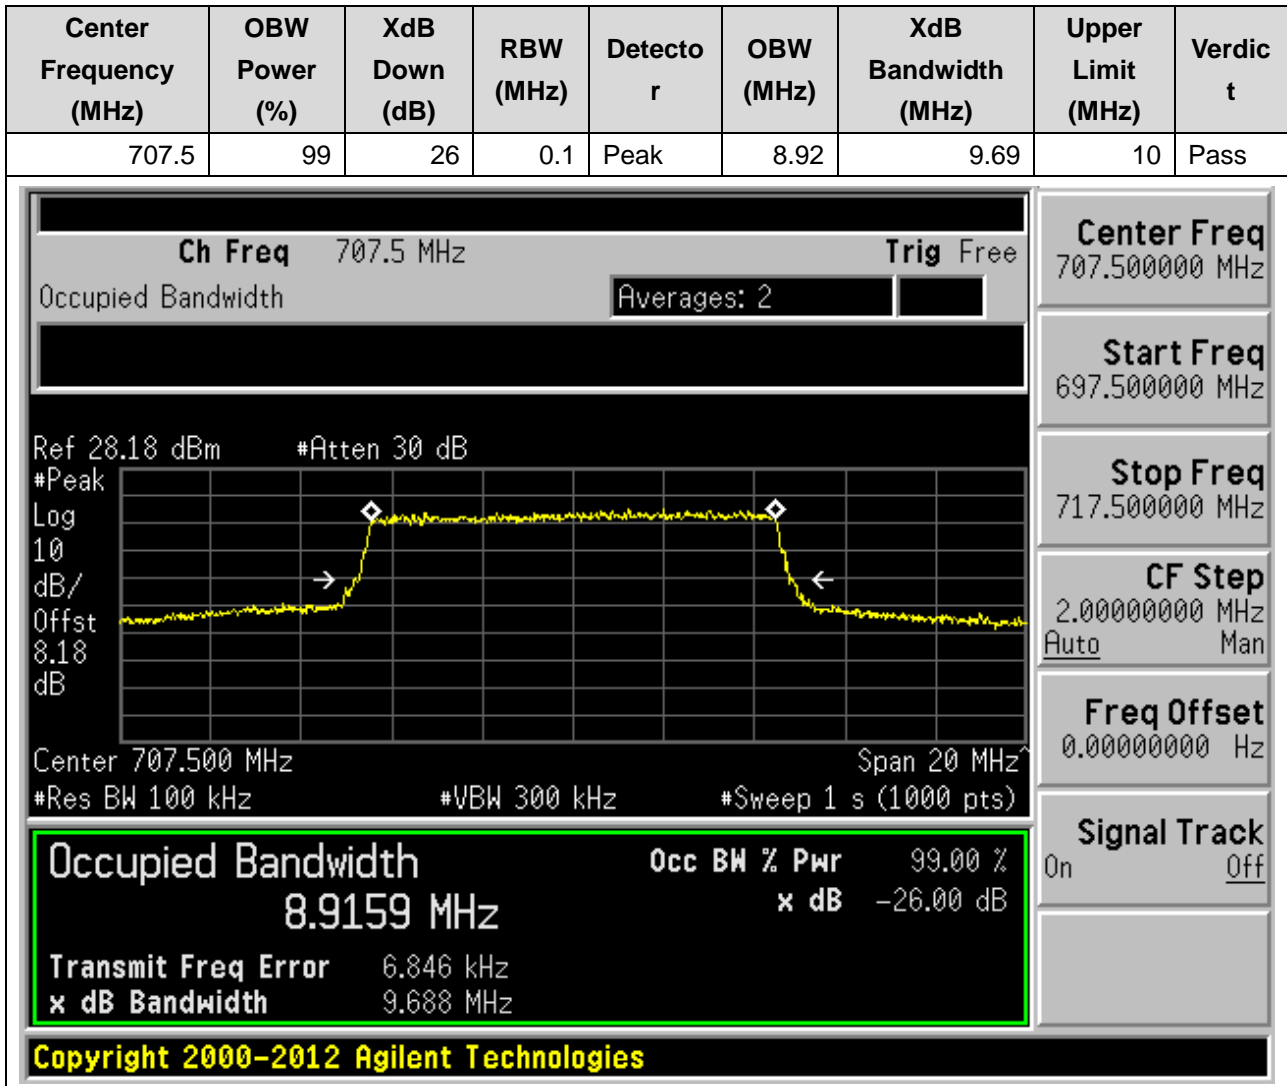 Center Frequency (MHz) OBW Power (%) XdB Down (dB) RBW (MHz) Detecto r OBW (MHz) XdB Bandwidth (MHz) Upper Limit (MHz) Verdic t
707.5 99 26 0.1 Peak 8.92 9.69 10 Pass
Ch Freq 707.5 MHz Trig Free
Occupied Bandwidth Averages: 2
Ref 28.18 dBm #Atten 30 dB
#Peak
Log
10
dB/
Offst
8.18
dB
Center 707.500 MHz Span 20 MHz^
#Res BW 100 kHz #VBW 300 kHz #Sweep 1 s (1000 pts)
Occupied Bandwidth Occ BW % Pwr 99.00 %
8.9159 MHz x dB -26.00 dB
Transmit Freq Error 6.846 kHz
x dB Bandwidth 9.688 MHz
Copyright 2000-2012 Agilent Technologies
Center Freq
707.500000 MHz
Start Freq
697.500000 MHz
Stop Freq
717.500000 MHz
CF Step
2.00000000 MHz
Auto Man
Freq Offset
0.00000000 Hz
Signal Track
On Off